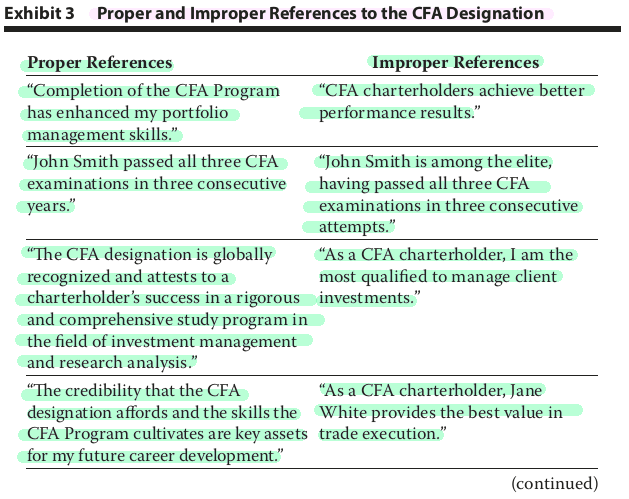 Exhibit 3 Proper and Improper References to the CFA Designation
Proper References
Improper References
“Completion of the CFA Program
has enhanced my portfolio
management skills.”
“CFA charterholders achieve better
performance results.”
“John Smith passed all three CFA
examinations in three consecutive
years.”
“John Smith is among the elite,
having passed all three CFA
examinations in three consecutive
attempts.”
“The CFA designation is globally
recognized and attests to a
charterholder’s success in a rigorous
and comprehensive study program in
the field of investment management
and research analysis.”
“As a CFA charterholder, I am the
most qualified to manage client
investments.”
“The credibility that the CFA
designation affords and the skills the
CFA Program cultivates are key assets
for my future career development.”
“As a CFA charterholder, Jane
White provides the best value in
trade execution.”
(continued)